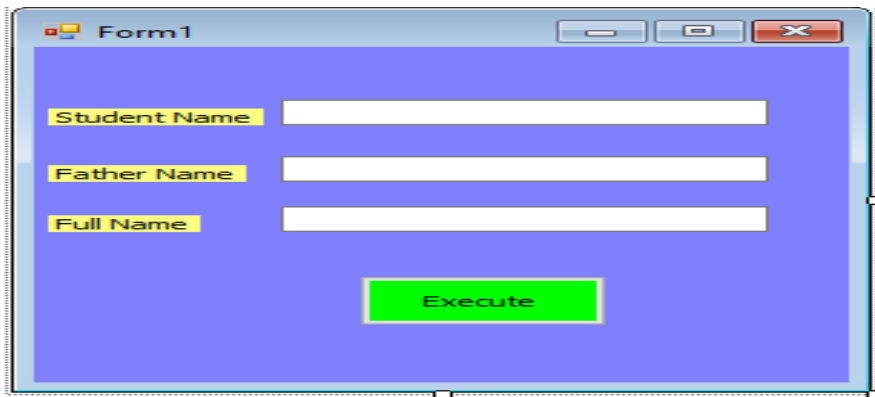 Form1
Student Name
Father Name
Full Name
Execute